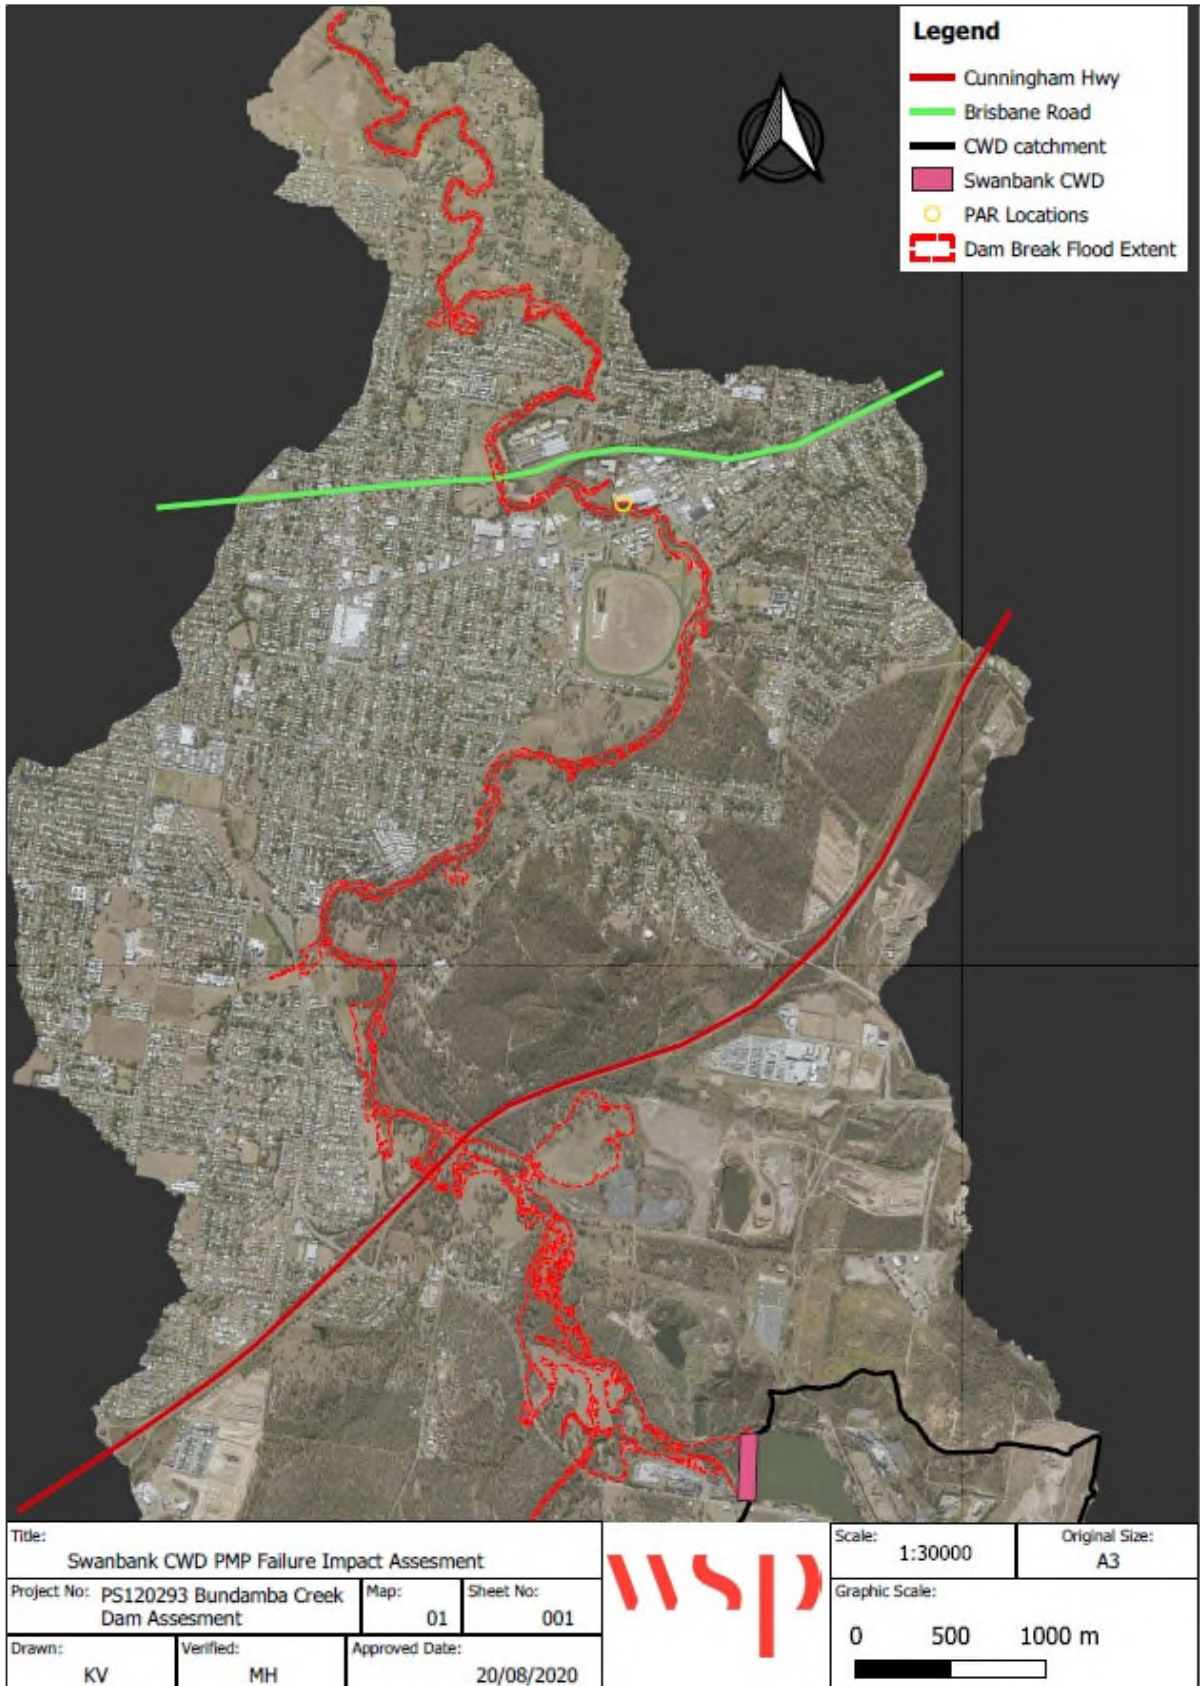 Legend
Cunningham Hwy
Brisbane Road
CWD catchment
Swanbank CWD
PAR Locations
Dam Break Flood Extent
Title:
Swanbank CWD PMP Failure Impact Assesment
Project No: PS120293 Bundamba Creek
Dam Assesment
Map:
01
Sheet No:
001
Drawn:
KV
Verified:
MH
Approved Date:
20/08/2020
wsp
Scale:
1:30000
Original Size:
A3
Graphic Scale:
0 500 1000 m